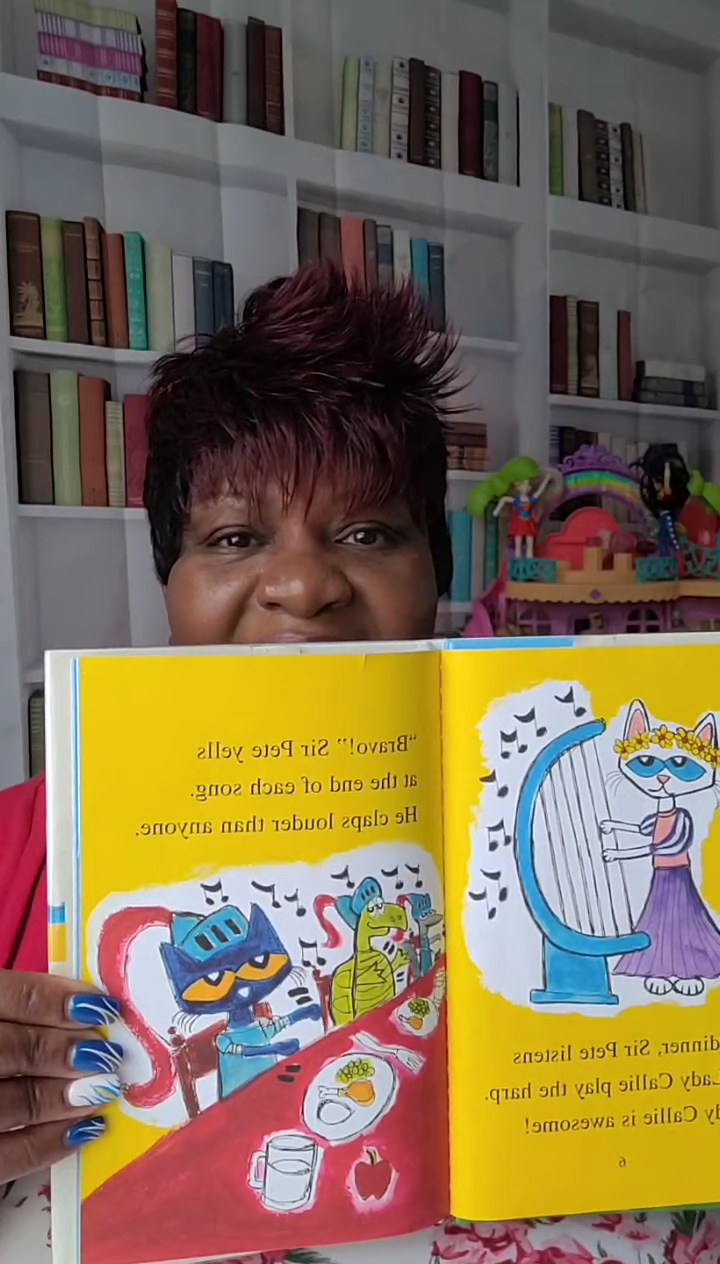 dinner, Sir Pete listens
Lady Callie play the harp.
dy Callie is awesome!
6
“Bravo!” Sir Pete yells
at the end of each song.
He claps louder than anyone.